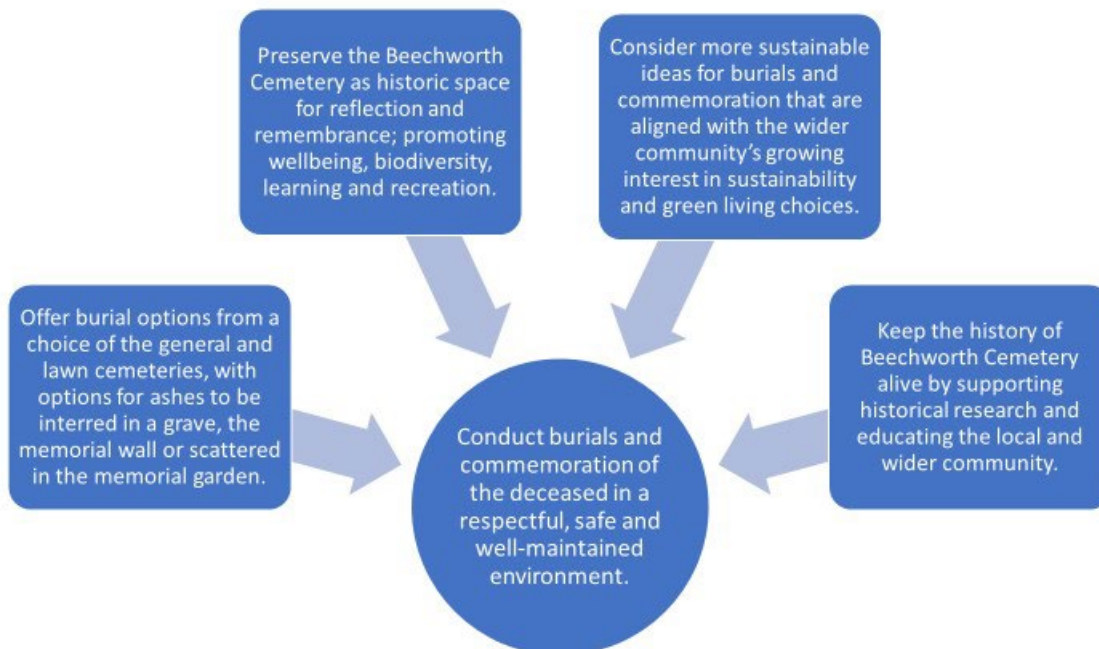 Preserve the Beechworth
Cemetery as historic space
for reflection and
remembrance; promoting
wellbeing, biodiversity,
learning and recreation.
Consider more sustainable
ideas for burials and
commemoration that are
aligned with the wider
community's growing
interest in sustainability
and green living choices.
Offer burial options from a
choice of the general and
lawn cemeteries, with
options for ashes to be
interred in a grave, the
memorial wall or scattered
in the memorial garden.
Keep the history of
Beechworth Cemetery
alive by supporting
historical research and
educating the local and
wider community.
Conduct burials and
commemoration of
the deceased in a
respectful, safe and
well-maintained
environment.